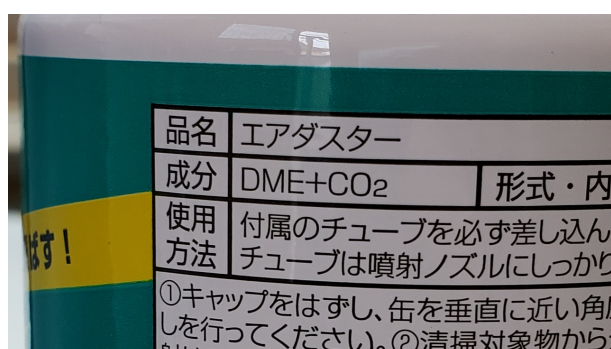 品名 エアダスター
成分 DME+CO2 形式・内
使用方法 付属のチューブを必ず差し込ん
チューブは噴射ノズルにしっかり
ばす!
①キャップをはずし、缶を垂直に近い角
しを行ってください。②清掃対象物から